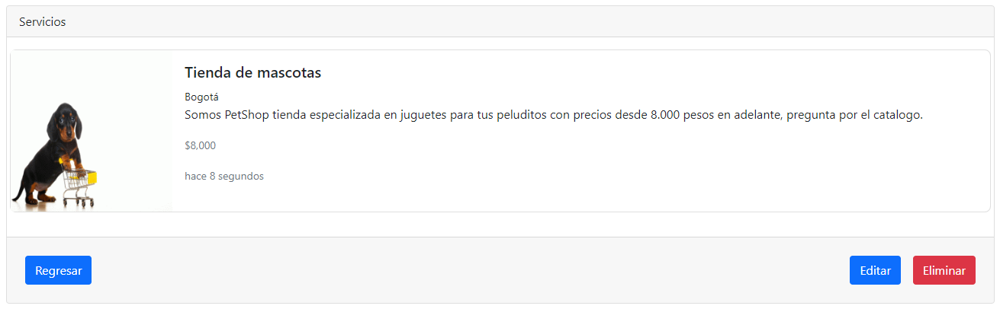 Servicios
Tienda de mascotas
Bogotá
Somos PetShop tienda especializada en juguetes para tus peluditos con precios desde 8.000 pesos en adelante, pregunta por el catalogo.
$8,000
hace 8 segundos
Regresar
Editar
Eliminar